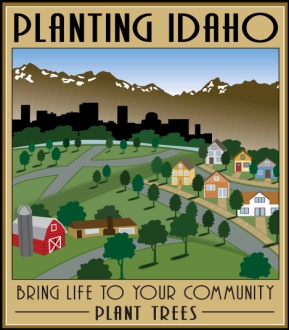 PLANTING IDAHO
BRING LIFE TO YOUR COMMUNITY
PLANT TREES